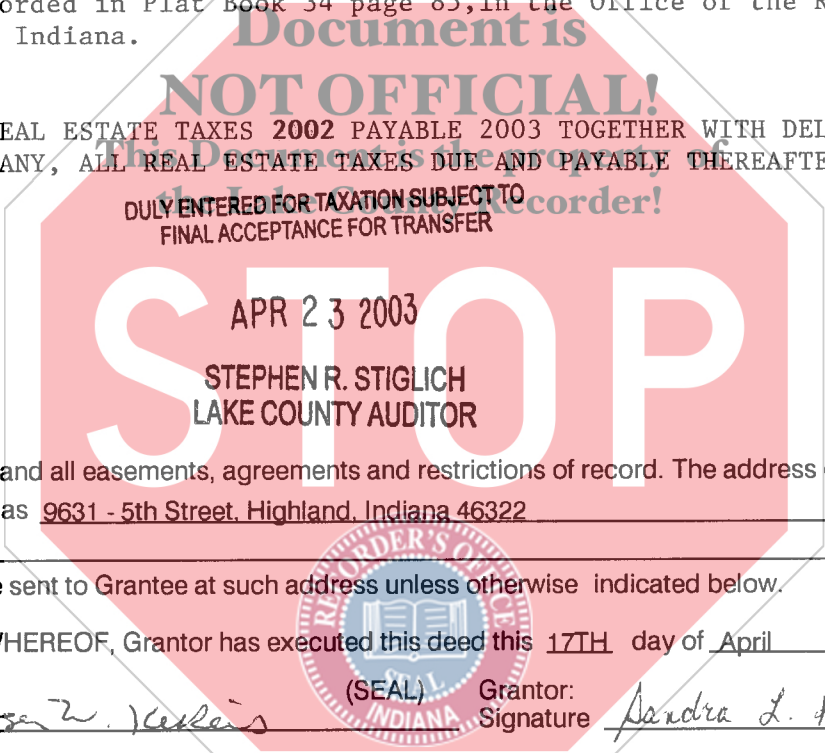 orded in Plat Book 34 page 85, in the Office of the R
Indiana.
Document is
NOT OFFICIAL!
EAL ESTATE TAXES 2002 PAYABLE 2003 TOGETHER WITH DEL
ANY, ALL REAL ESTATE TAXES DUE AND PAYABLE THEREAFTE
This Document is the property of
the Lake County Recorder!
DULY ENTERED FOR TAXATION SUBJECT TO
FINAL ACCEPTANCE FOR TRANSFER
STOP
APR 23 2003
STEPHEN R. STIGLICH
LAKE COUNTY AUDITOR
and all easements, agreements and restrictions of record. The address
as 9631 - 5th Street, Highland, Indiana 46322
sent to Grantee at such address unless otherwise indicated below.
HEREOF, Grantor has executed this deed this 17TH day of April
RECORDER'S OFFICE
SEAL
INDIANA
(SEAL) Grantor:
Signature Sandra L.